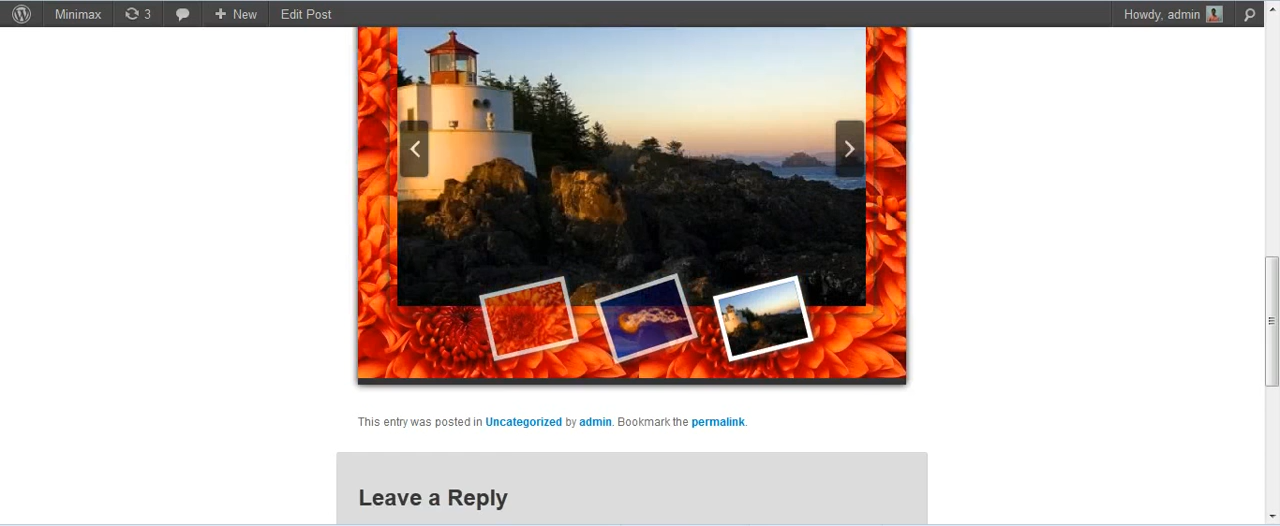 Minimax 3 New Edit Post Howdy, admin
This entry was posted in Uncategorized by admin. Bookmark the permalink.
Leave a Reply